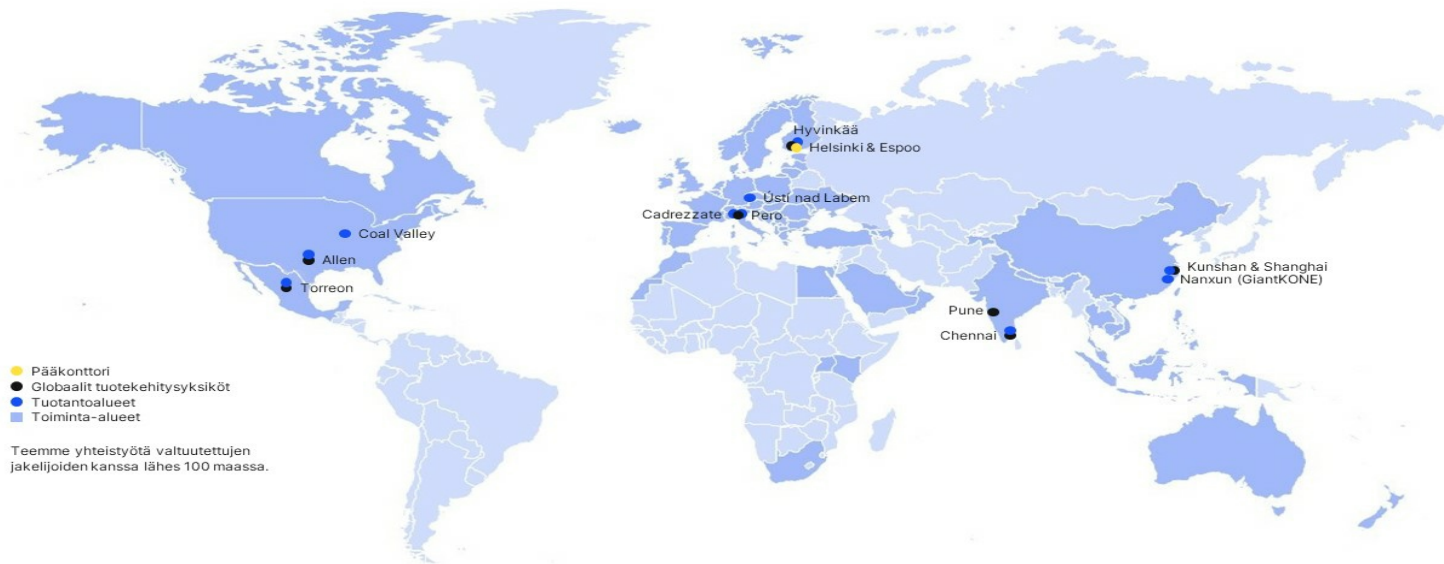 Hyvinkää
Helsinki & Espoo
Ústí nad Labem
Cadrezzate
Pero
Coal Valley
Allen
Torreon
Kunshan & Shanghai
Nanxun (GiantKONE)
Pune
Chennai
Pääkonttori
Globaalit tuotekehitysyksiköt
Tuotantoalueet
Toiminta-alueet
Teemme yhteistyötä valtuutettujen
jakelijoiden kanssa lähes 100 maassa.